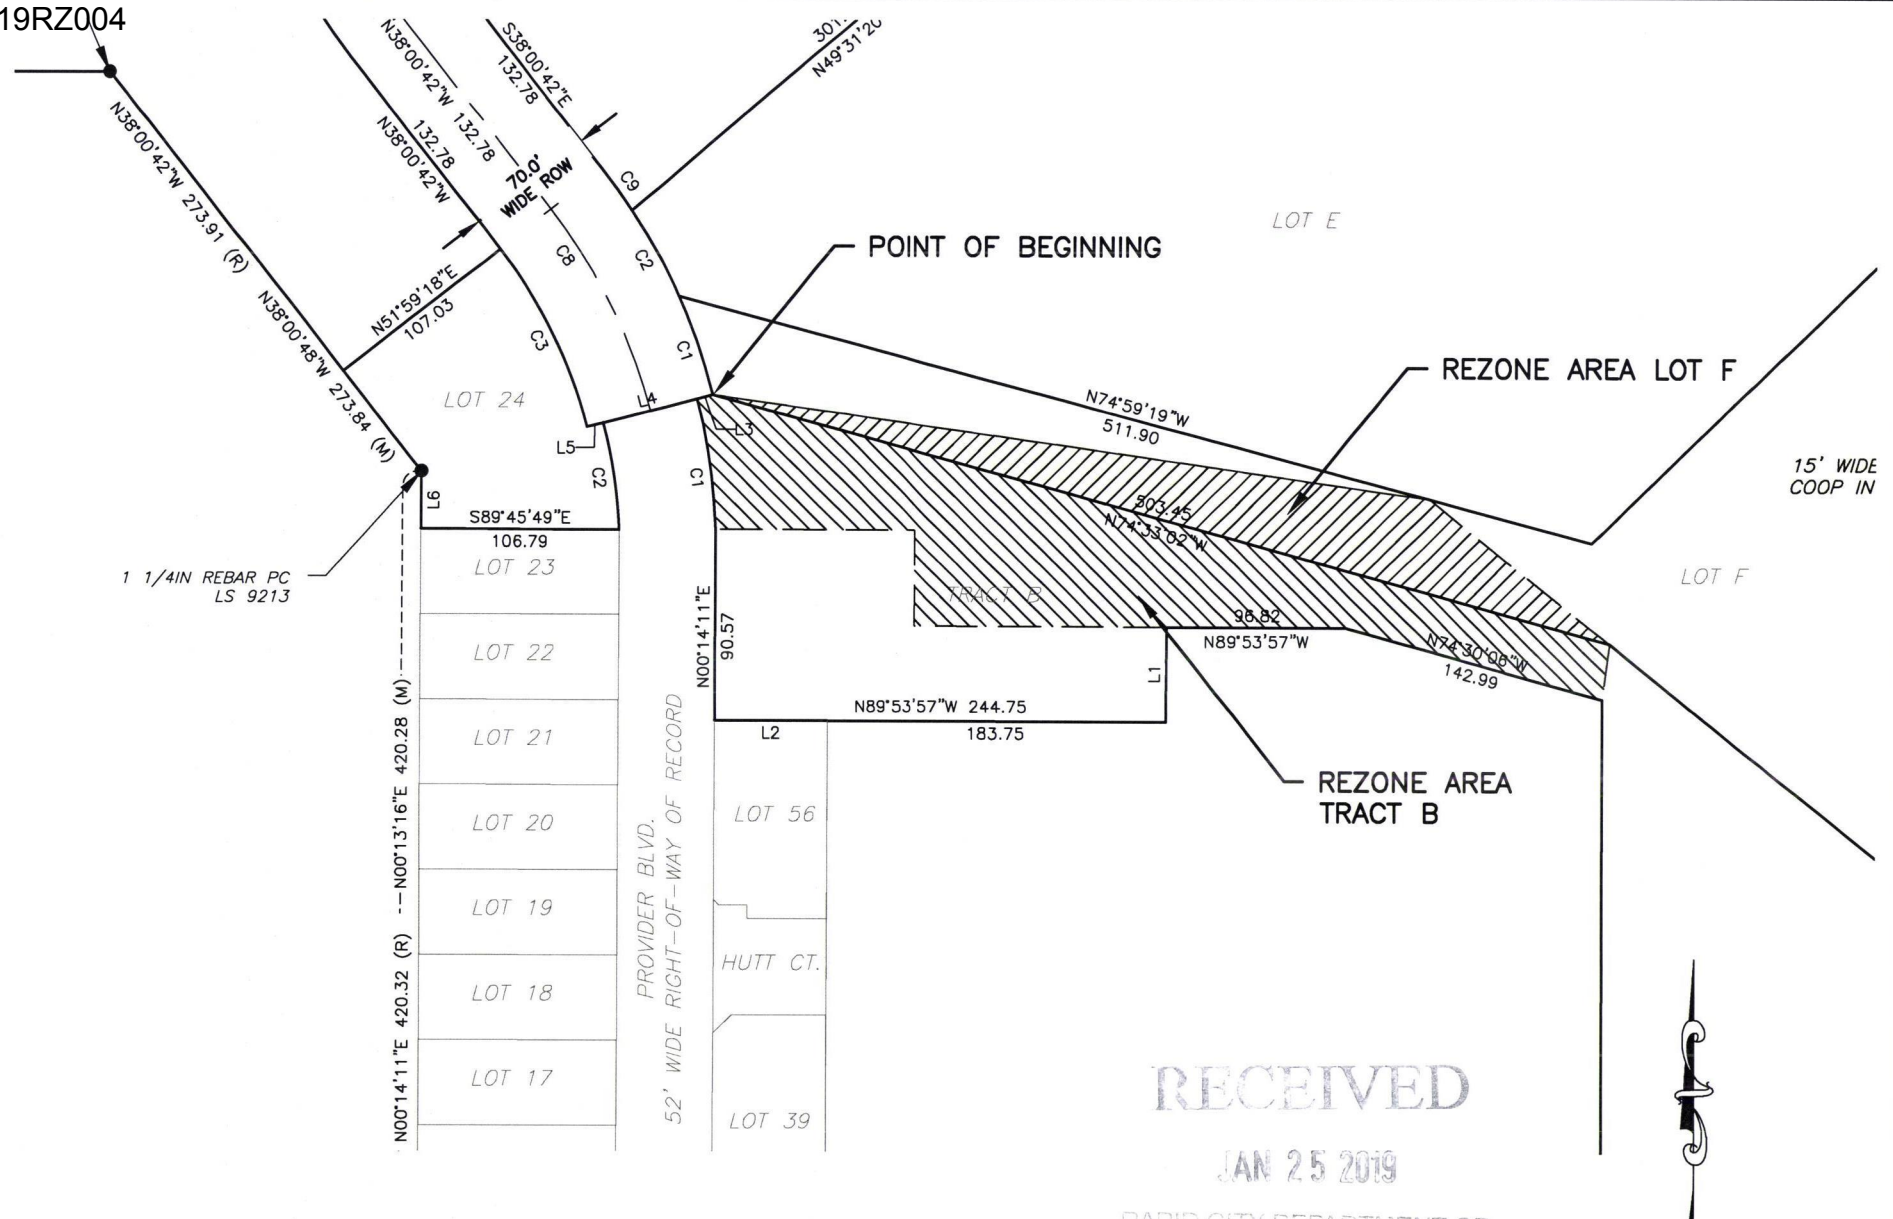 19RZ004
S38°00'42"E
132.78
N38°00'42"W 132.78
132.78
N38°00'42"W
70.0'
WIDE ROW
N49°31'20
C9
C2
C8
C1
C3
N38°00'42"W 273.91 (R)
N38°00'48"W 273.84 (M)
N51°59'18"E
107.03
LOT E
POINT OF BEGINNING
REZONE AREA LOT F
N74°59'19"W
511.90
LOT 24
L4
L3
L5
L6
C2
C1
15' WIDE
COOP IN
503.45
N74°33'02"W
S89°45'49"E
106.79
1 1/4IN REBAR PC
LS 9213
LOT F
TRACT B
96.82
N89°53'57"W
N74°30'06"W
142.99
L1
N00°14'11"E
90.57
N89°53'57"W 244.75
L2
183.75
REZONE AREA
TRACT B
LOT 23
LOT 22
LOT 21
LOT 20
LOT 19
LOT 18
LOT 17
N00°13'16"E 420.28 (M)
N00°14'11"E 420.32 (R)
PROVIDER BLVD.
52' WIDE RIGHT-OF-WAY OF RECORD
LOT 56
HUTT CT.
LOT 39
RECEIVED
JAN 25 2019
RAPID CITY DEPARTMENT OF